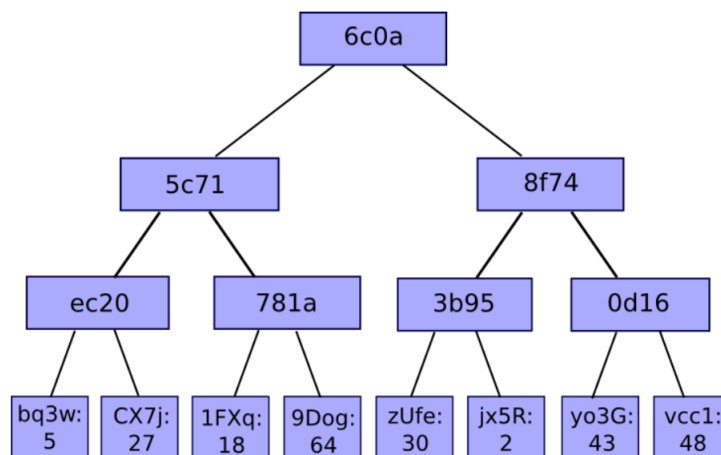 6c0a
5c71
8f74
ec20
781a
3b95
0d16
bq3w:
5
CX7j:
27
1FXq:
18
9Dog:
64
zUfe:
30
jx5R:
2
yo3G:
43
vcc1:
48